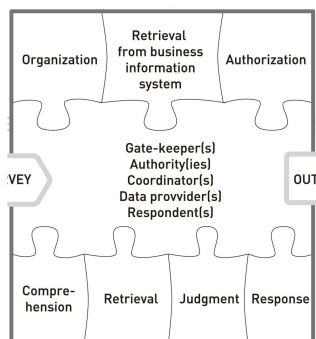 Organization
Retrieval
from business
information
system
Authorization
Gate-keeper(s)
Authority(ies)
Coordinator(s)
Data provvider(s)
Respondent(s)
VEY
OUT
Compre-
hension
Retrieval
Judgment
Response